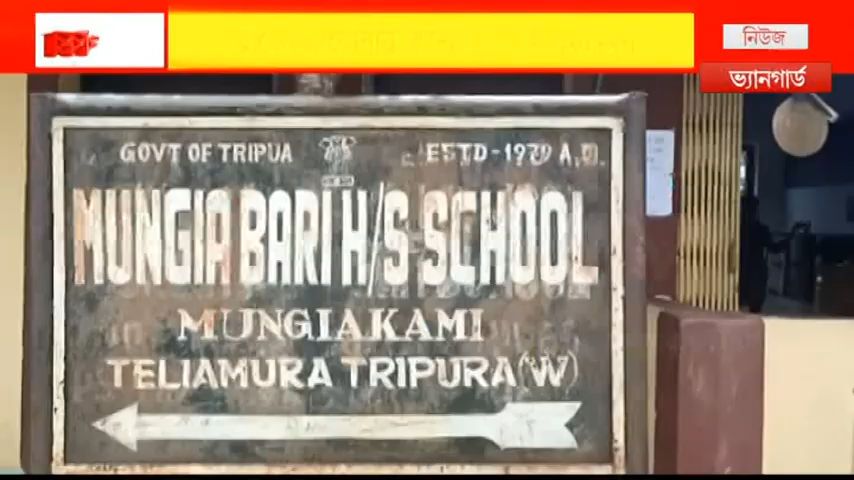 নিউজ
ভ্যানগার্ড
GOVT OF TRIPUA
ESTD-1979 A.D.
MUNGIA BARI H/S SCHOOL
MUNGIAKAMI
TELIAMURA TRIPURA (W)